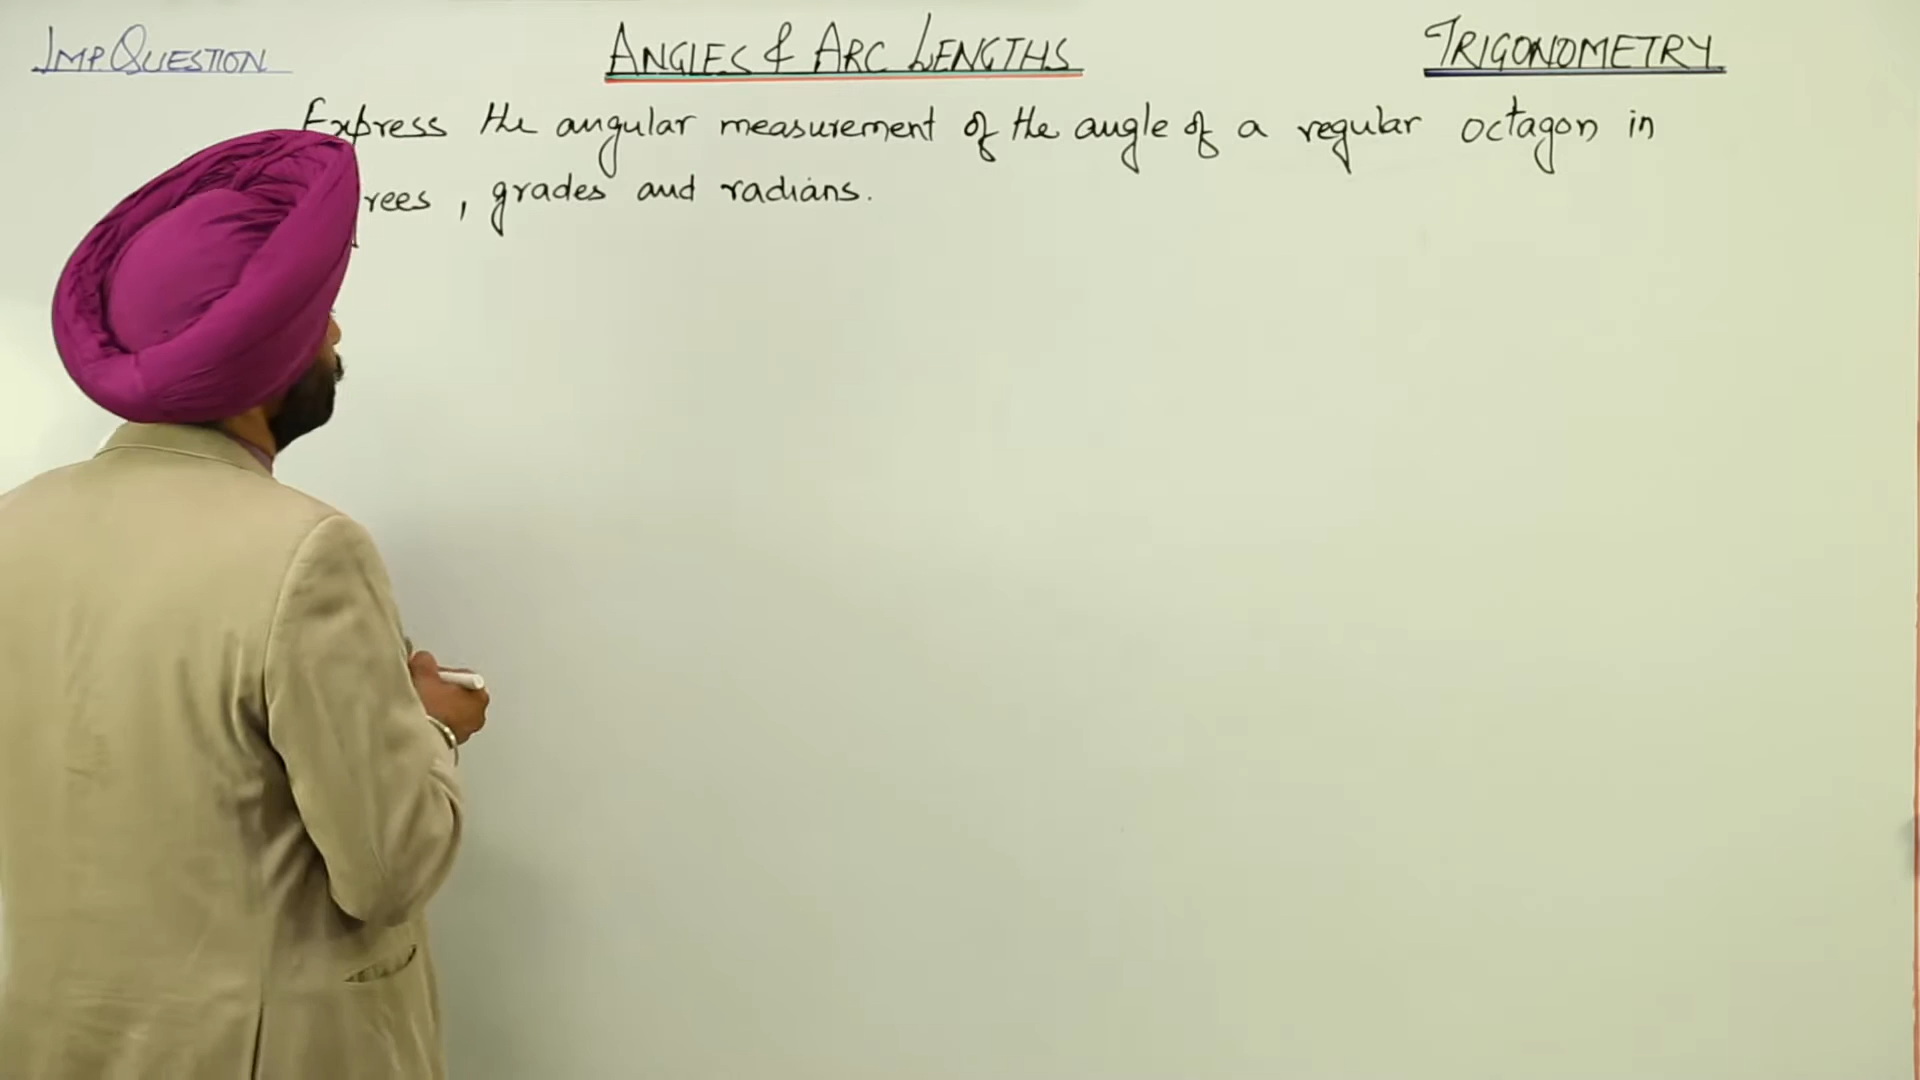 IMP. QUESTION
ANGLES & ARC LENGTHS
TRIGONOMETRY
Express the angular measurement of the angle of a regular octagon in
rees, grades and radians.